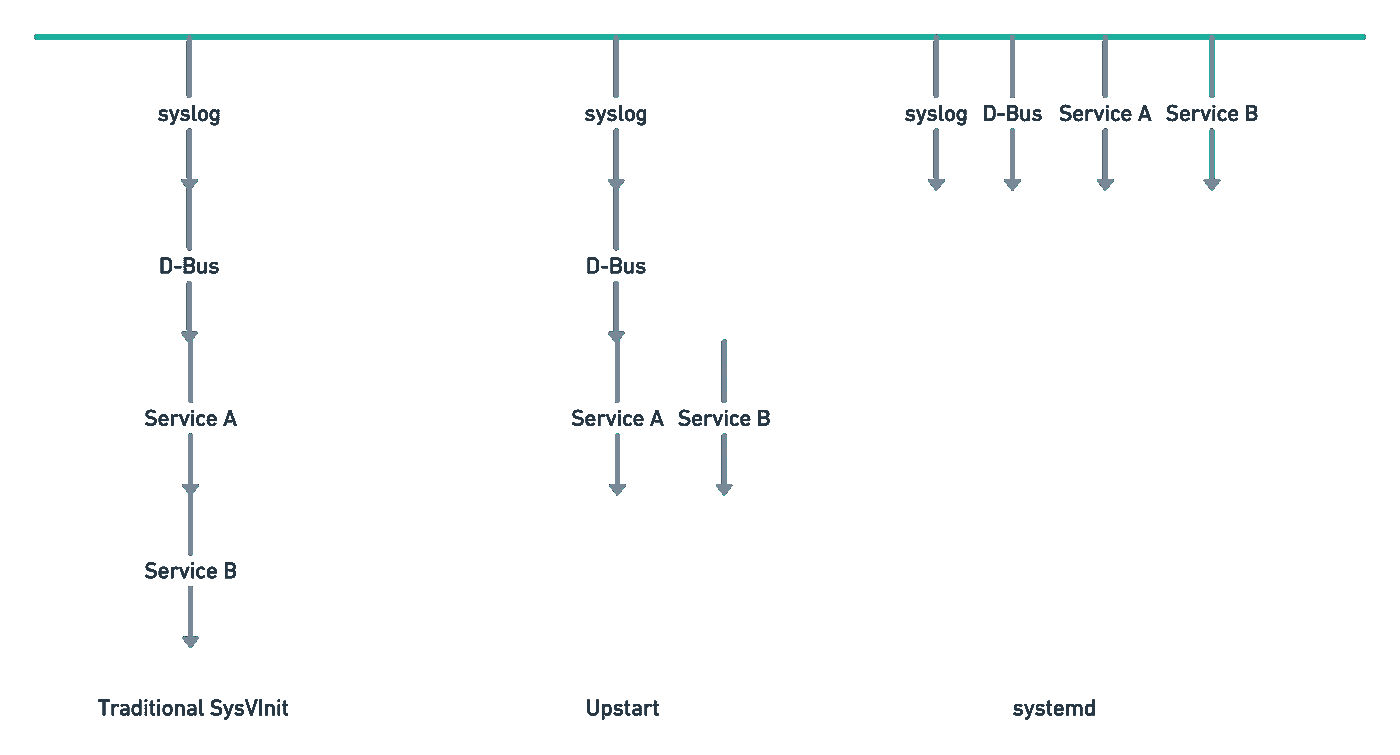 syslog
syslog
syslog D-Bus Service A Service B
D-Bus
D-Bus
Service A
Service A Service B
Service B
Traditional SysVInit
Upstart
systemd